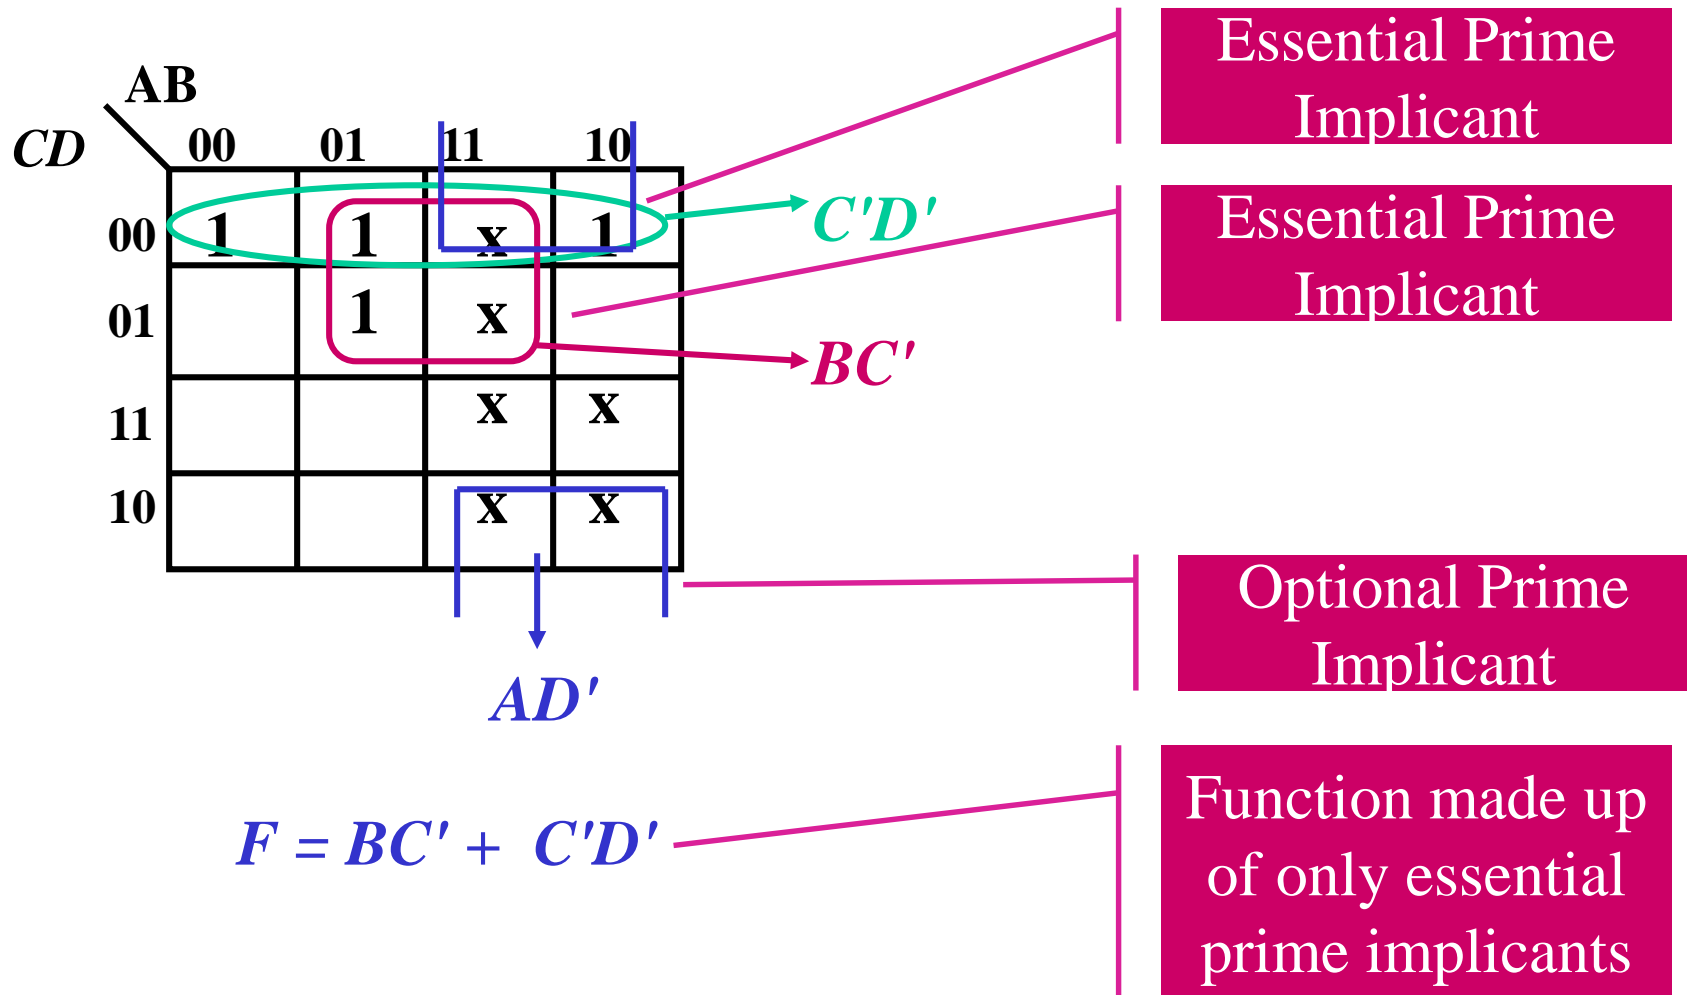 Essential Prime
Implicant
AB
CD
00 01 11 10
Essential Prime
Implicant
00 1 1 x 1
C'D'
01 1 x
BC'
11 x x
10 x x
Optional Prime
Implicant
AD'
Function made up
of only essential
prime implicants
F = BC' + C'D'